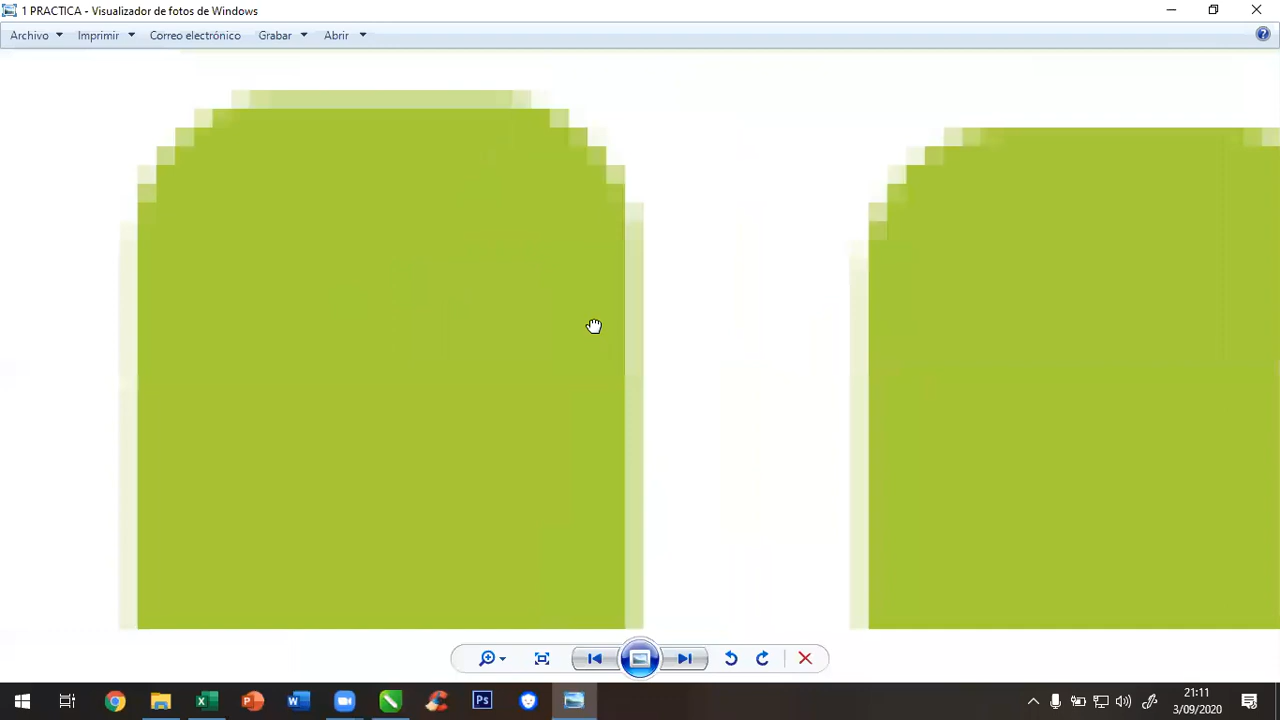 1 PRACTICA - Visualizador de fotos de Windows
Archivo Imprimir Correo electrónico Grabar Abrir
21:11
3/09/2020